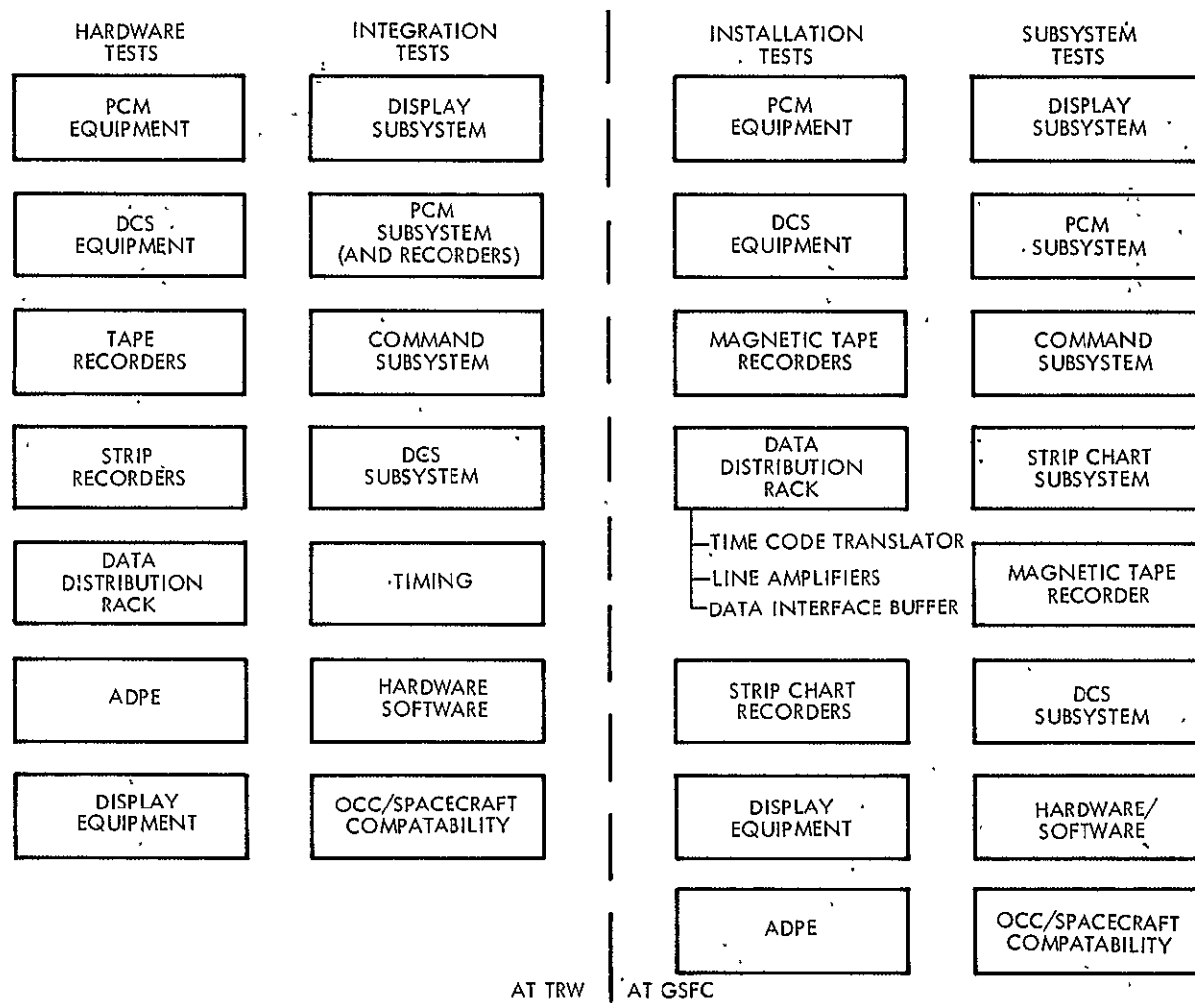 HARDWARE
TESTS
PCM
EQUIPMENT
DCS
EQUIPMENT
TAPE
RECORDERS
STRIP
RECORDERS
DATA
DISTRIBUTION
RACK
ADPE
DISPLAY
EQUIPMENT
INTEGRATION
TESTS
DISPLAY
SUBSYSTEM
PCM
SUBSYSTEM
(AND RECORDERS)
COMMAND
SUBSYSTEM
DCS
SUBSYSTEM
TIMING
HARDWARE
SOFTWARE
OCC/SPACECRAFT
COMPATABILITY
AT TRW
INSTALLATION
TESTS
PCM
EQUIPMENT
DCS
EQUIPMENT
MAGNETIC TAPE
RECORDERS
DATA
DISTRIBUTION
RACK
TIME CODE TRANSLATOR
LINE AMPLIFIERS
DATA INTERFACE BUFFER
STRIP CHART
RECORDERS
DISPLAY
EQUIPMENT
ADPE
SUBSYSTEM
TESTS
DISPLAY
SUBSYSTEM
PCM
SUBSYSTEM
COMMAND
SUBSYSTEM
STRIP CHART
SUBSYSTEM
MAGNETIC TAPE
RECORDER
DCS
SUBSYSTEM
HARDWARE/
SOFTWARE
OCC/SPACECRAFT
COMPATABILITY
AT GSFC